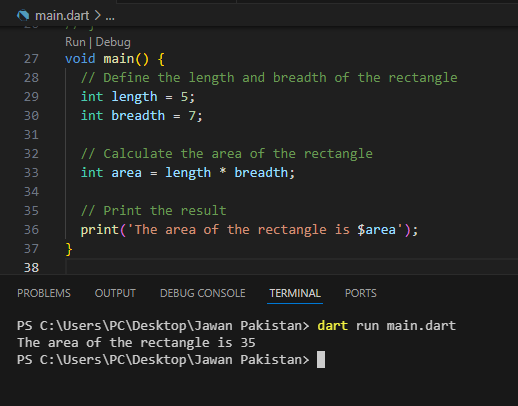 main.dart > ...
Run | Debug
27 void main() {
28 // Define the length and breadth of the rectangle
29 int length = 5;
30 int breadth = 7;
31
32 // Calculate the area of the rectangle
33 int area = length * breadth;
34
35 // Print the result
36 print('The area of the rectangle is $area');
37 }
38
PROBLEMS OUTPUT DEBUG CONSOLE TERMINAL PORTS
PS C:\Users\PC\Desktop\Jawan Pakistan> dart run main.dart
The area of the rectangle is 35
PS C:\Users\PC\Desktop\Jawan Pakistan>